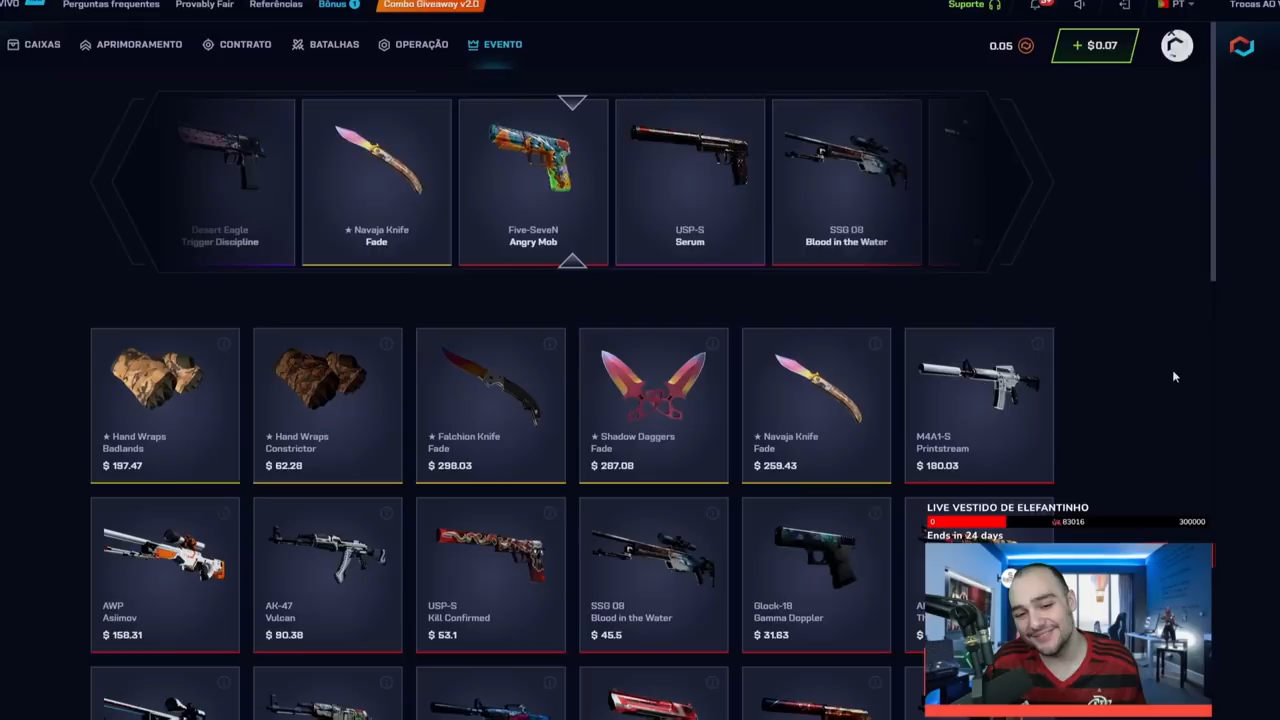 VIVO Perguntas frequentes Provably Fair Referências Bônus 1 Combo Giveaway v2.0 Suporte PT Trocas AO
CAIXAS APRIMORAMENTO CONTRATO BATALHAS OPERAÇÃO EVENTO 0.05 + $0.07
Desert Eagle
Trigger Discipline
★ Navaja Knife
Fade
Five-SeveN
Angry Mob
USP-S
Serum
SSG 08
Blood in the Water
★ Hand Wraps
Badlands
$ 197.47
★ Hand Wraps
Constrictor
$ 62.28
★ Falchion Knife
Fade
$ 298.03
★ Shadow Daggers
Fade
$ 287.08
★ Navaja Knife
Fade
$ 259.43
M4A1-S
Printstream
$ 180.03
AWP
Asiimov
$ 158.31
AK-47
Vulcan
$ 90.38
USP-S
Kill Confirmed
$ 53.1
SSG 08
Blood in the Water
$ 45.5
Glock-18
Gamma Doppler
$ 31.63
LIVE VESTIDO DE ELEFANTINHO
0 83016 300000
Ends in 24 days